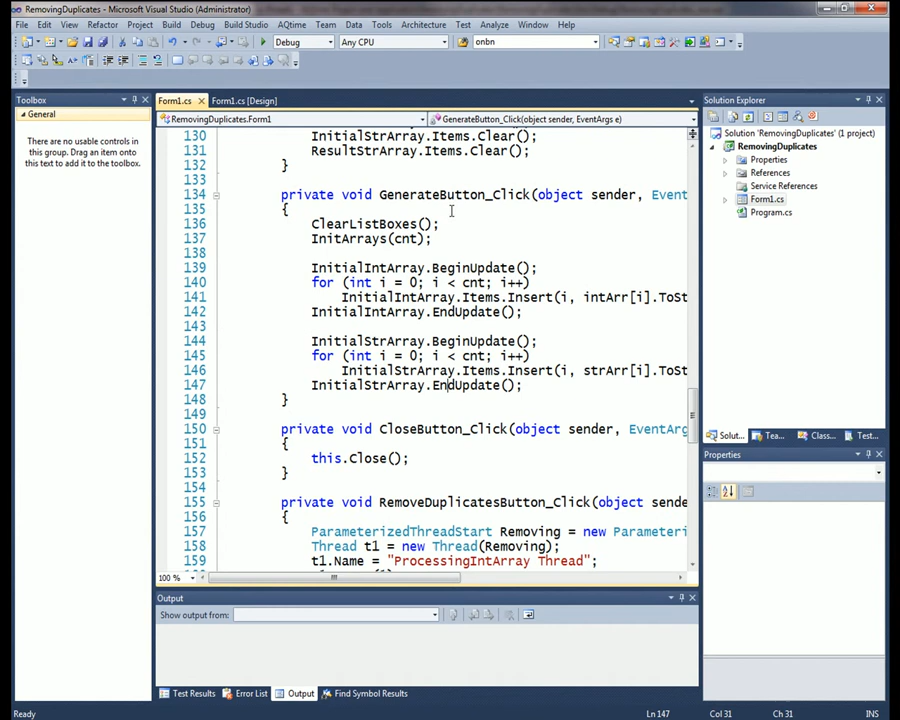 RemovingDuplicates - Microsoft Visual Studio (Administrator)
File Edit View Refactor Project Build Debug Build Studio AQtime Team Data Tools Architecture Test Analyze Window Help
Debug Any CPU onbn
Toolbox
General
There are no usable controls in
this group. Drag an item onto
this text to add it to the toolbox.
Form1.cs Form1.cs [Design]
RemovingDuplicates.Form1 GenerateButton_Click(object sender, EventArgs e)
130 InitialStrArray.Items.Clear();
131 ResultStrArray.Items.Clear();
132 }
133
134 private void GenerateButton_Click(object sender, Event
135 {
136 ClearListBoxes();
137 InitArrays(cnt);
138
139 InitialIntArray.BeginUpdate();
140 for (int i = 0; i < cnt; i++)
141 InitialIntArray.Items.Insert(i, intArr[i].ToSt
142 InitialIntArray.EndUpdate();
143
144 InitialStrArray.BeginUpdate();
145 for (int i = 0; i < cnt; i++)
146 InitialStrArray.Items.Insert(i, strArr[i].ToSt
147 InitialStrArray.EndUpdate();
148 }
149
150 private void CloseButton_Click(object sender, EventArg
151 {
152 this.Close();
153 }
154
155 private void RemoveDuplicatesButton_Click(object sende
156 {
157 ParameterizedThreadStart Removing = new Parameteri
158 Thread t1 = new Thread(Removing);
159 t1.Name = "ProcessingIntArray Thread";
100 %
Output
Show output from:
Test Results Error List Output Find Symbol Results
Solution Explorer
Solution 'RemovingDuplicates' (1 project)
RemovingDuplicates
Properties
References
Service References
Form1.cs
Program.cs
Solut... Tea... Class... Test...
Properties
Ready Ln 147 Col 31 Ch 31 INS